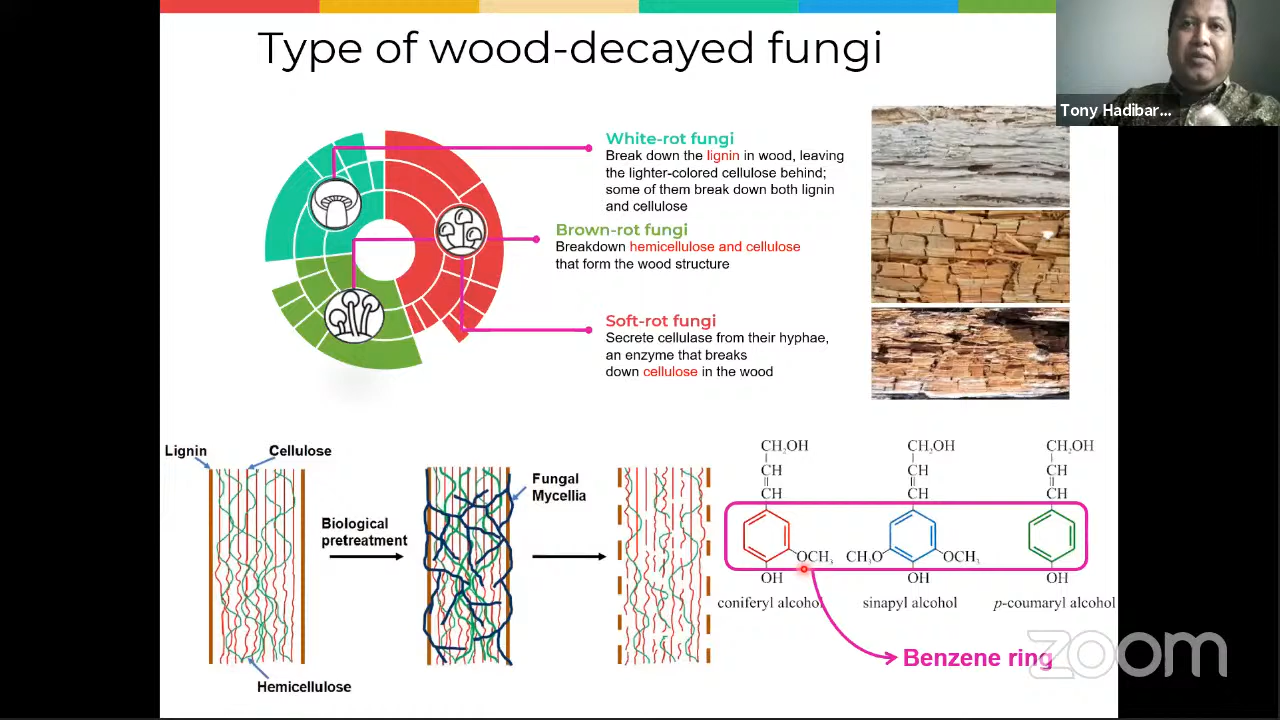 Type of wood-decayed fungi
Tony Hadibar...
White-rot fungi
Break down the lignin in wood, leaving
the lighter-colored cellulose behind;
some of them break down both lignin
and cellulose
Brown-rot fungi
Breakdown hemicellulose and cellulose
that form the wood structure
Soft-rot fungi
Secrete cellulase from their hyphae,
an enzyme that breaks
down cellulose in the wood
Lignin
Cellulose
Hemicellulose
Biological
pretreatment
Fungal
Mycellia
CH₂OH
CH
CH
OCH₃
OH
coniferyl alcohol
CH₂OH
CH
CH
CH₃O
OCH₃
OH
sinapyl alcohol
CH₂OH
CH
CH
OH
p-coumaryl alcohol
Benzene ring
zoom